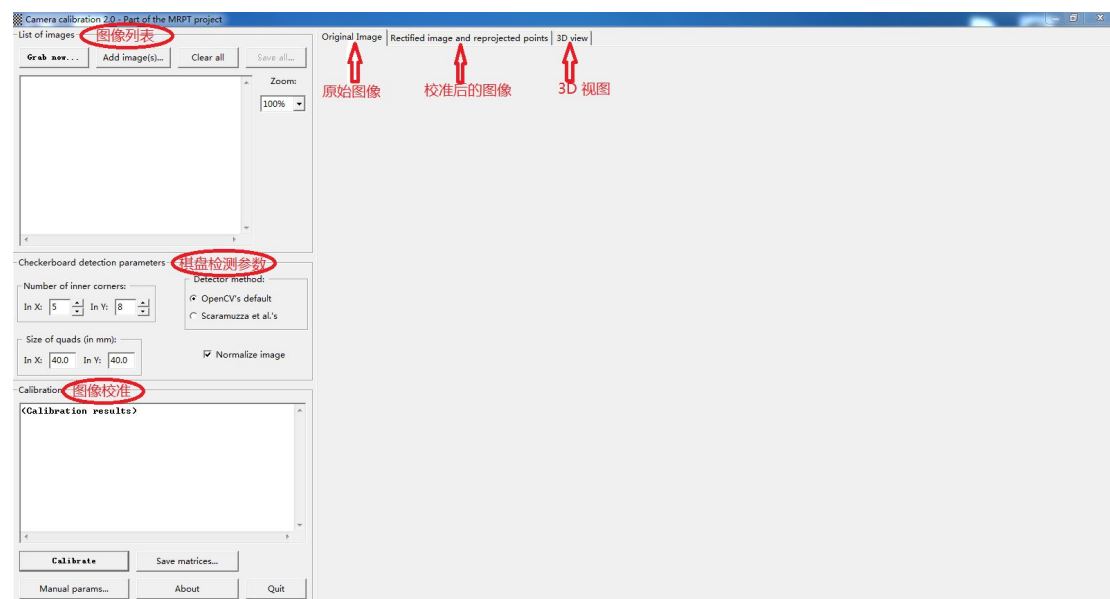 Camera calibration 2.0 - Part of the MRPT project
List of images 图像列表
Grab now... Add image(s)... Clear all Save all...
Zoom:
100%
Original Image Rectified image and reprojected points 3D view
原始图像 校准后的图像 3D 视图
Checkerboard detection parameters 棋盘检测参数
Number of inner corners:
In X: 5 In Y: 8
Detector method:
OpenCV's default
Scaramuzza et al.'s
Size of quads (in mm):
In X: 40.0 In Y: 40.0
Normalize image
Calibration 图像校准
(Calibration results)
Calibrate Save matrices...
Manual params... About Quit